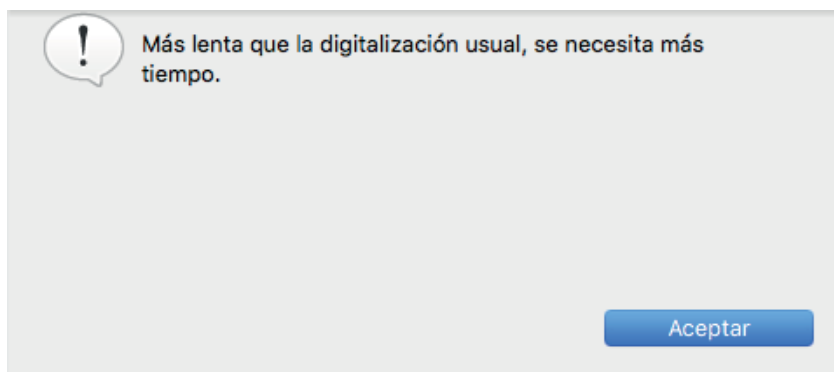 Más lenta que la digitalización usual, se necesita más
tiempo.
Aceptar